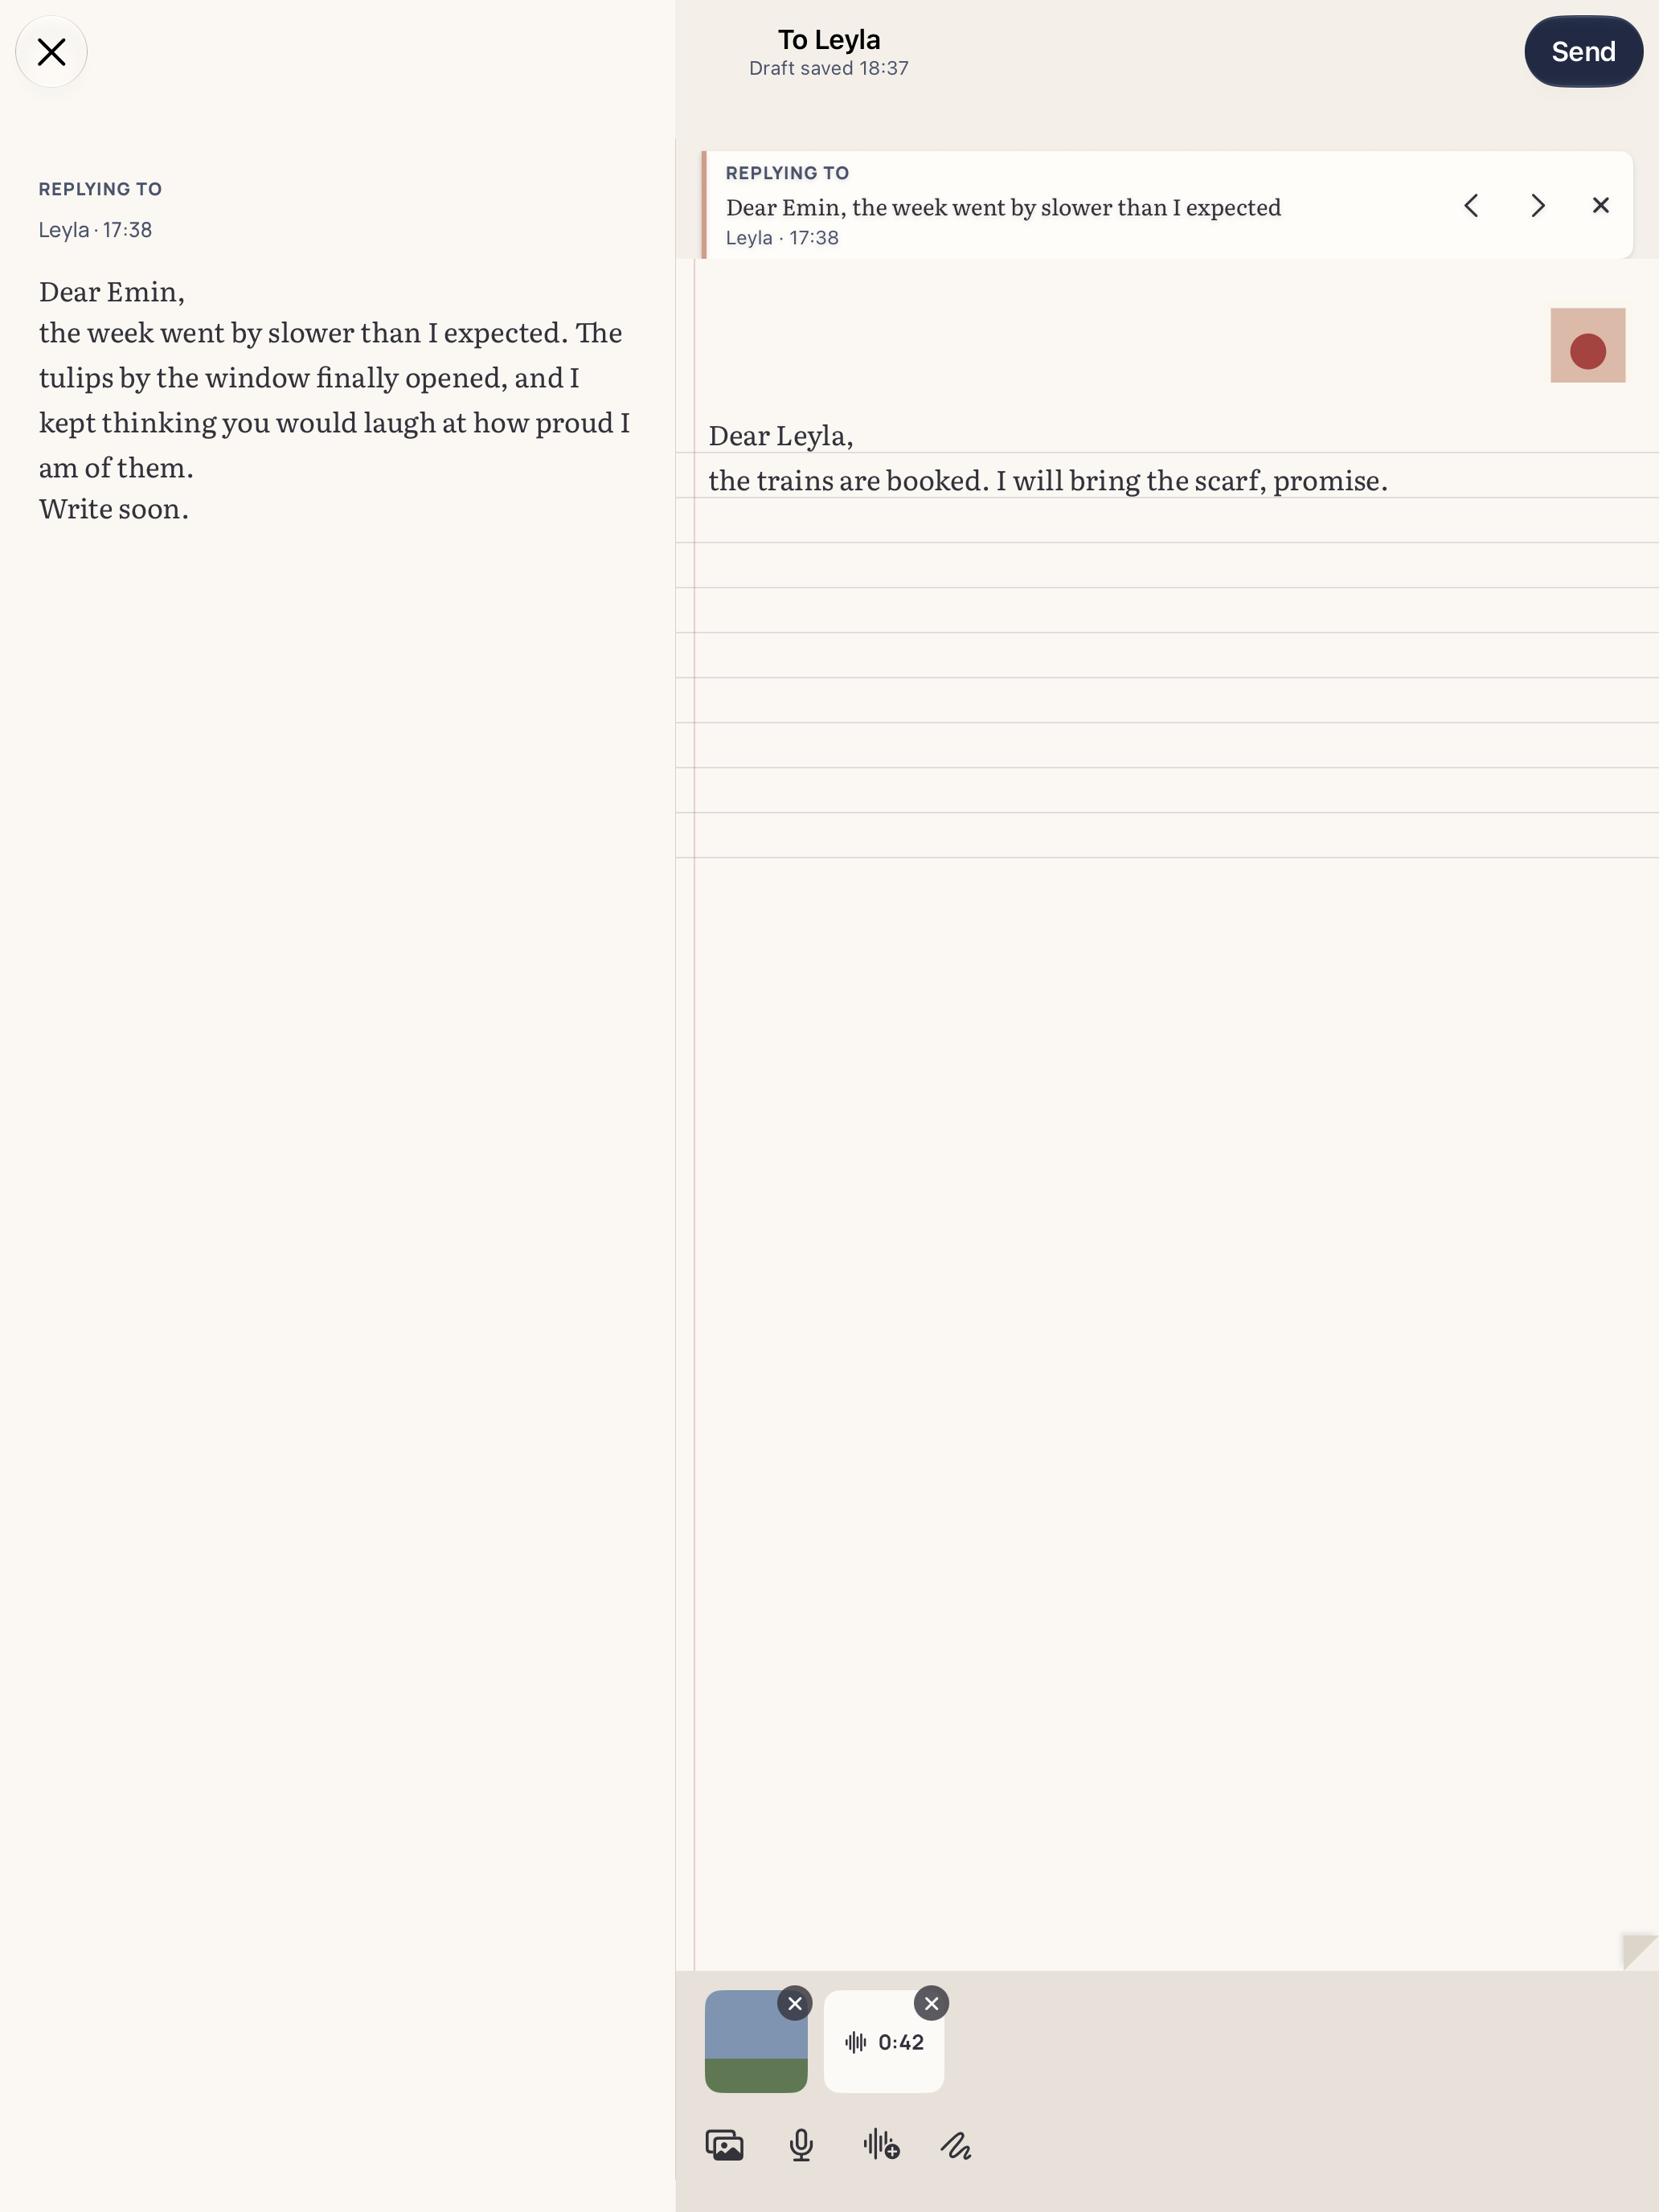 To Leyla
Draft saved 18:37
Send
REPLYING TO
Leyla · 17:38
Dear Emin,
the week went by slower than I expected. The
tulips by the window finally opened, and I
kept thinking you would laugh at how proud I
am of them.
Write soon.
REPLYING TO
Dear Emin, the week went by slower than I expected
Leyla · 17:38
Dear Leyla,
the trains are booked. I will bring the scarf, promise.
0:42